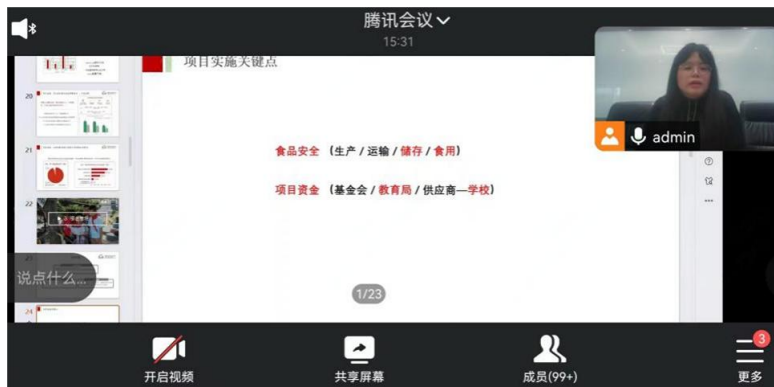 腾讯会议
15:31
项目实施关键点
admin
20
21
食品安全 (生产 / 运输 / 储存 / 食用)
项目资金 (基金会 / 教育局 / 供应商—学校)
22
说点什么...
1/23
24
3
开启视频
共享屏幕
成员(99+)
更多